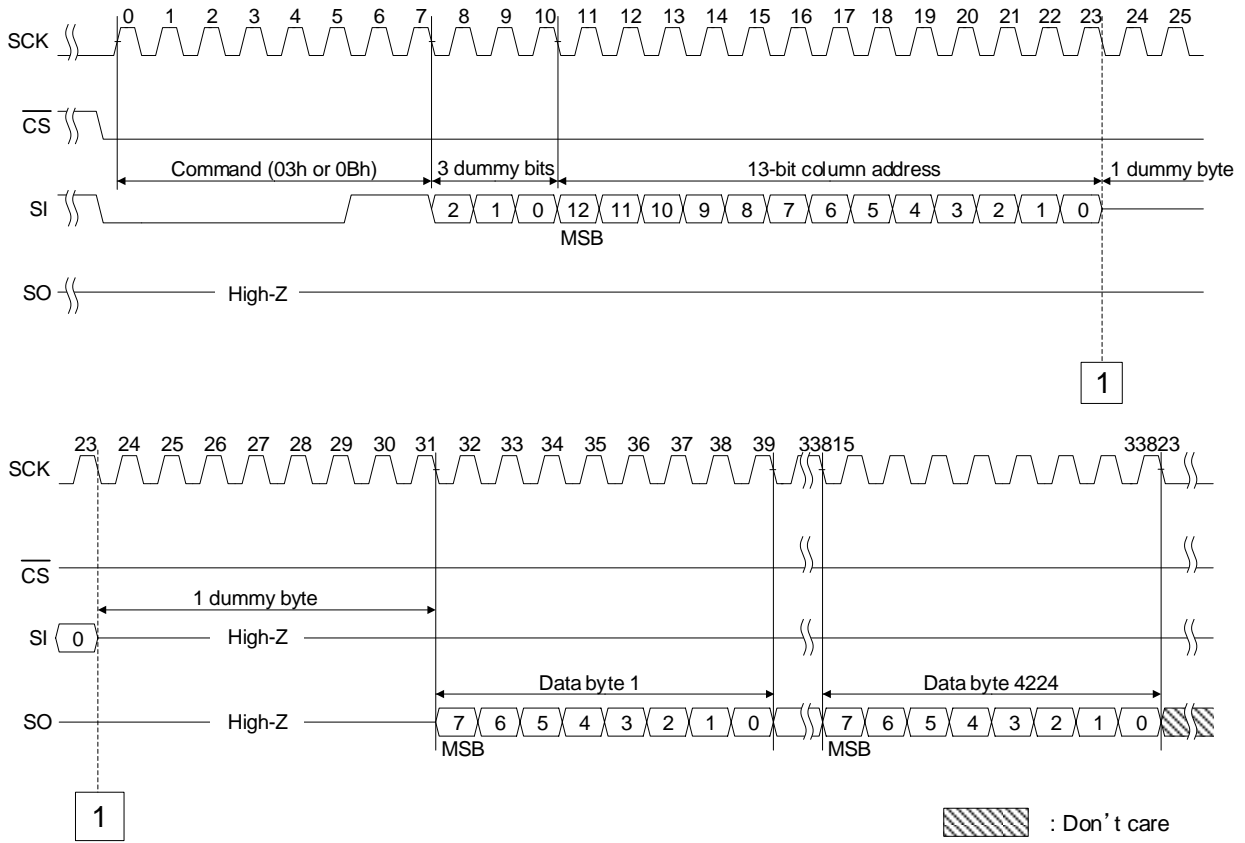 0 1 2 3 4 5 6 7 8 9 10 11 12 13 14 15 16 17 18 19 20 21 22 23 24 25
SCK
CS
Command (03h or 0Bh) 3 dummy bits 13-bit column address 1 dummy byte
SI 2 1 0 12 11 10 9 8 7 6 5 4 3 2 1 0
MSB
SO High-Z
1
23 24 25 26 27 28 29 30 31 32 33 34 35 36 37 38 39 33815 33823
SCK
CS
1 dummy byte
SI 0 High-Z
Data byte 1 Data byte 4224
SO High-Z 7 6 5 4 3 2 1 0 7 6 5 4 3 2 1 0
MSB MSB
1
: Don't care